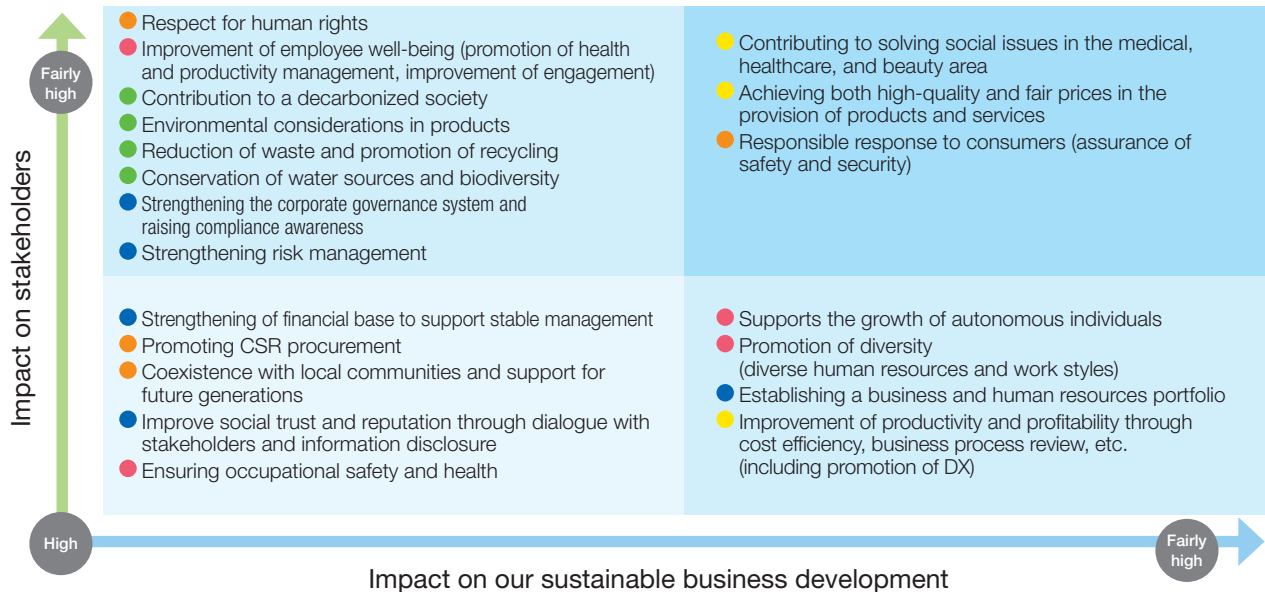 Impact on stakeholders
Fairly
high
Respect for human rights
Improvement of employee well-being (promotion of health
and productivity management, improvement of engagement)
Contribution to a decarbonized society
Environmental considerations in products
Reduction of waste and promotion of recycling
Conservation of water sources and biodiversity
Strengthening the corporate governance system and
raising compliance awareness
Strengthening risk management
Contributing to solving social issues in the medical,
healthcare, and beauty area
Achieving both high-quality and fair prices in the
provision of products and services
Responsible response to consumers (assurance of
safety and security)
Strengthening of financial base to support stable management
Promoting CSR procurement
Coexistence with local communities and support for
future generations
Improve social trust and reputation through dialogue with
stakeholders and information disclosure
Ensuring occupational safety and health
Supports the growth of autonomous individuals
Promotion of diversity
(diverse human resources and work styles)
Establishing a business and human resources portfolio
Improvement of productivity and profitability through
cost efficiency, business process review, etc.
(including promotion of DX)
High
Fairly
high
Impact on our sustainable business development